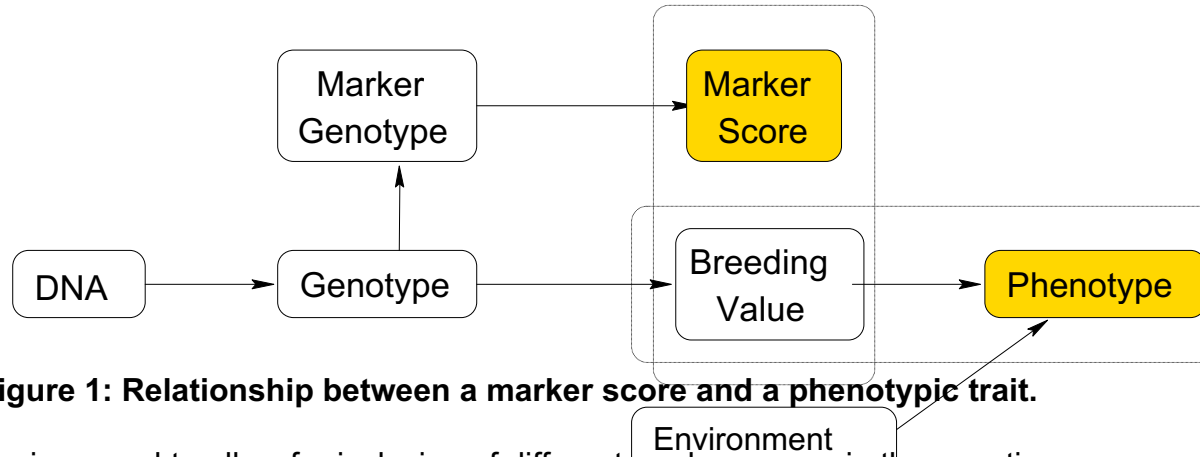 Marker
Genotype
Marker
Score
DNA
Genotype
Breeding
Value
Phenotype
igure 1: Relationship between a marker score and a phenotypic trait.
Environment